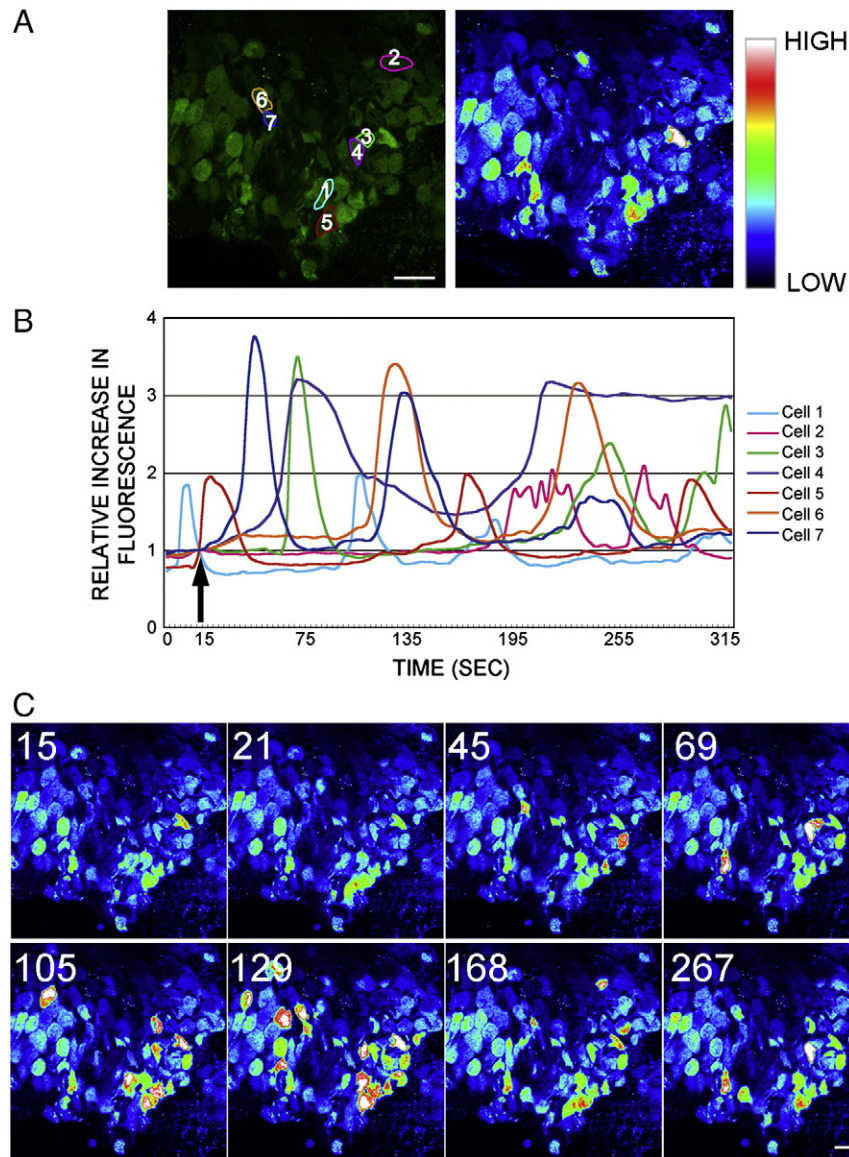 A
2
6
7
3
4
1
5
HIGH
LOW
B
RELATIVE INCREASE IN
FLUORESCENCE
4
3
2
1
0
0 15 75 135 195 255 315
TIME (SEC)
Cell 1
Cell 2
Cell 3
Cell 4
Cell 5
Cell 6
Cell 7
C
15 21 45 69
105 129 168 267